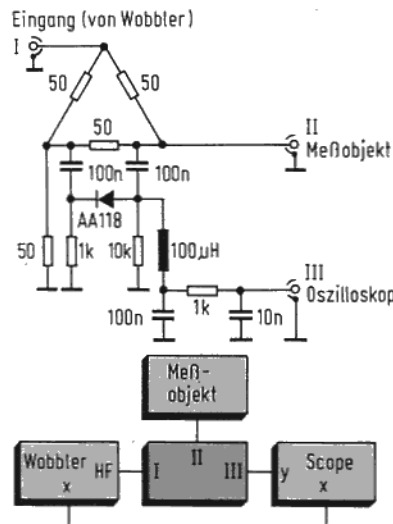 Eingang (von Wobbler)
I
50
50
50
II
Meßobjekt
100n
100n
AA118
50
1k
10k
100µH
III
Oszilloskop
100n
1k
10n
Meß-
objekt
Wobbler
HF
x
I
II
III
y
Scope
x